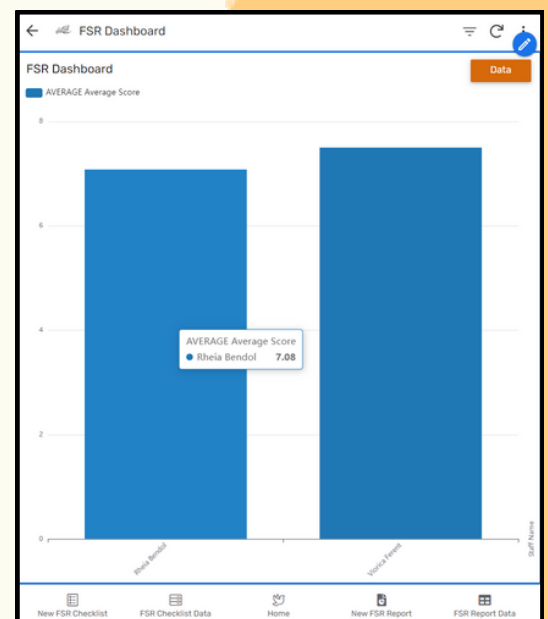 FSR Dashboard
FSR Dashboard
Data
AVERAGE Average Score
8
6
4
2
0
AVERAGE Average Score
Rheia Bendol 7.08
Rheia Bendol
Viorica Ferent
Staff Name
New FSR Checklist
FSR Checklist Data
Home
New FSR Report
FSR Report Data